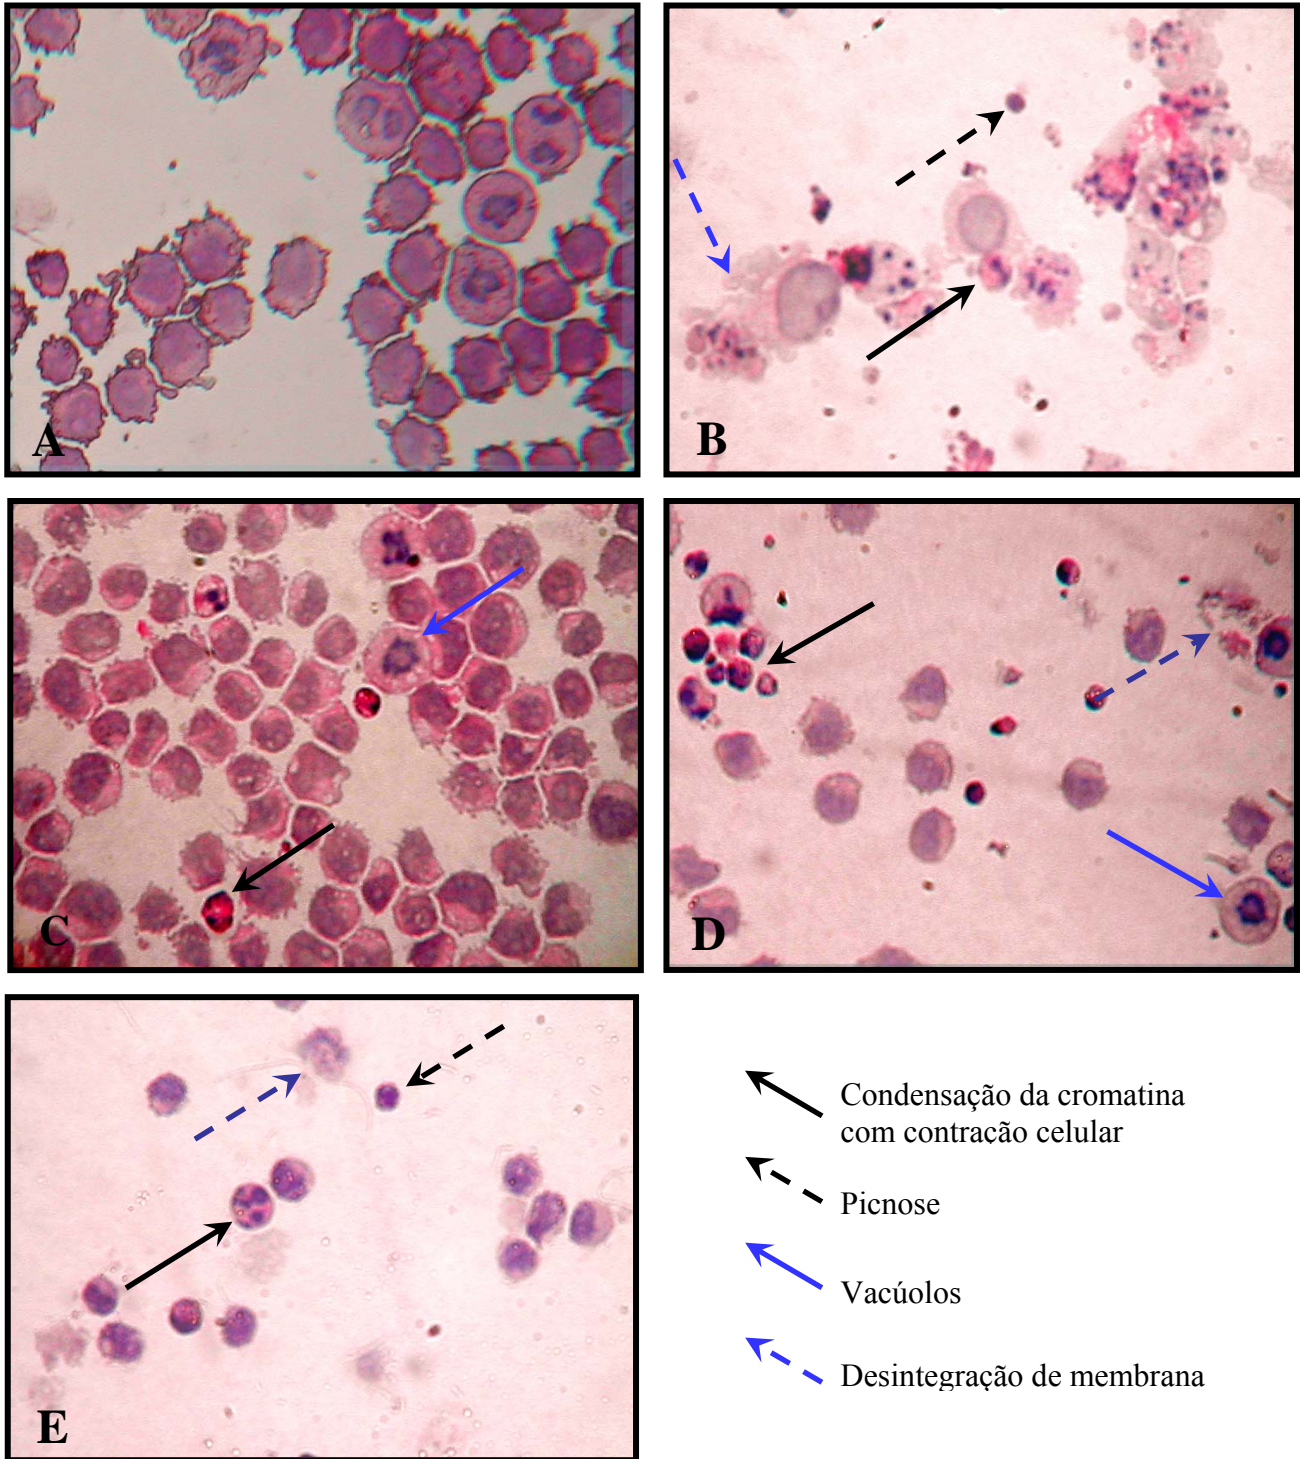 A
B
C
D
E
Condensação da cromatina
com contração celular
Picnose
Vacúolos
Desintegração de membrana